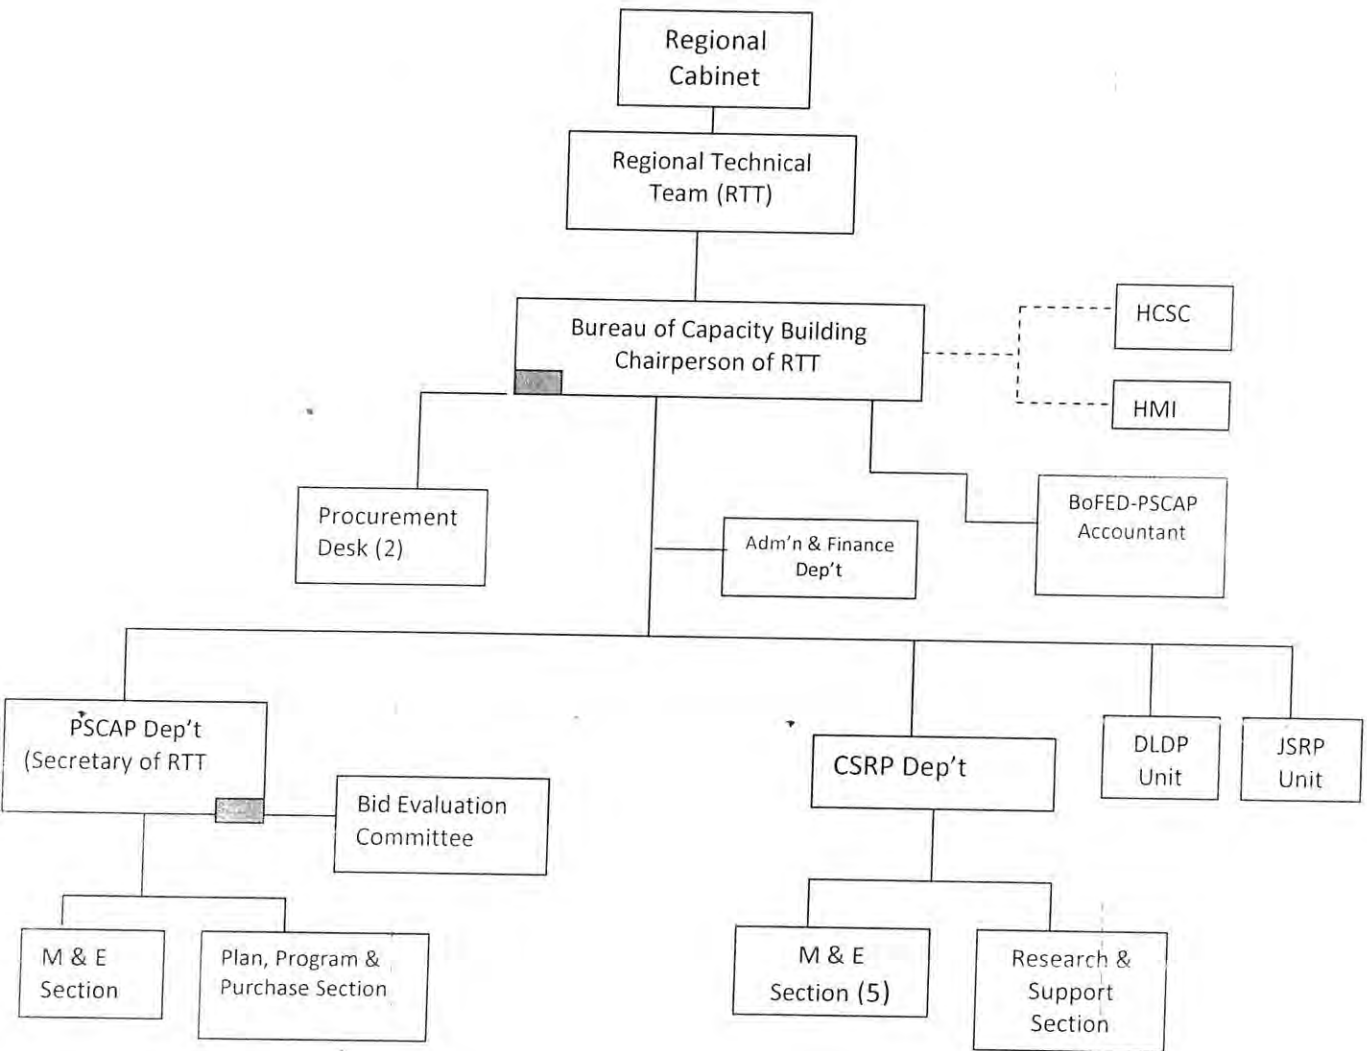 Regional
Cabinet
Regional Technical
Team (RTT)
Bureau of Capacity Building
Chairperson of RTT
HCSC
HMI
Procurement
Desk (2)
Adm'n & Finance
Dep't
BoFED-PSCAP
Accountant
PSCAP Dep't
(Secretary of RTT
Bid Evaluation
Committee
CSRP Dep't
DLDP
Unit
JSRP
Unit
M & E
Section
Plan, Program &
Purchase Section
M & E
Section (5)
Research &
Support
Section